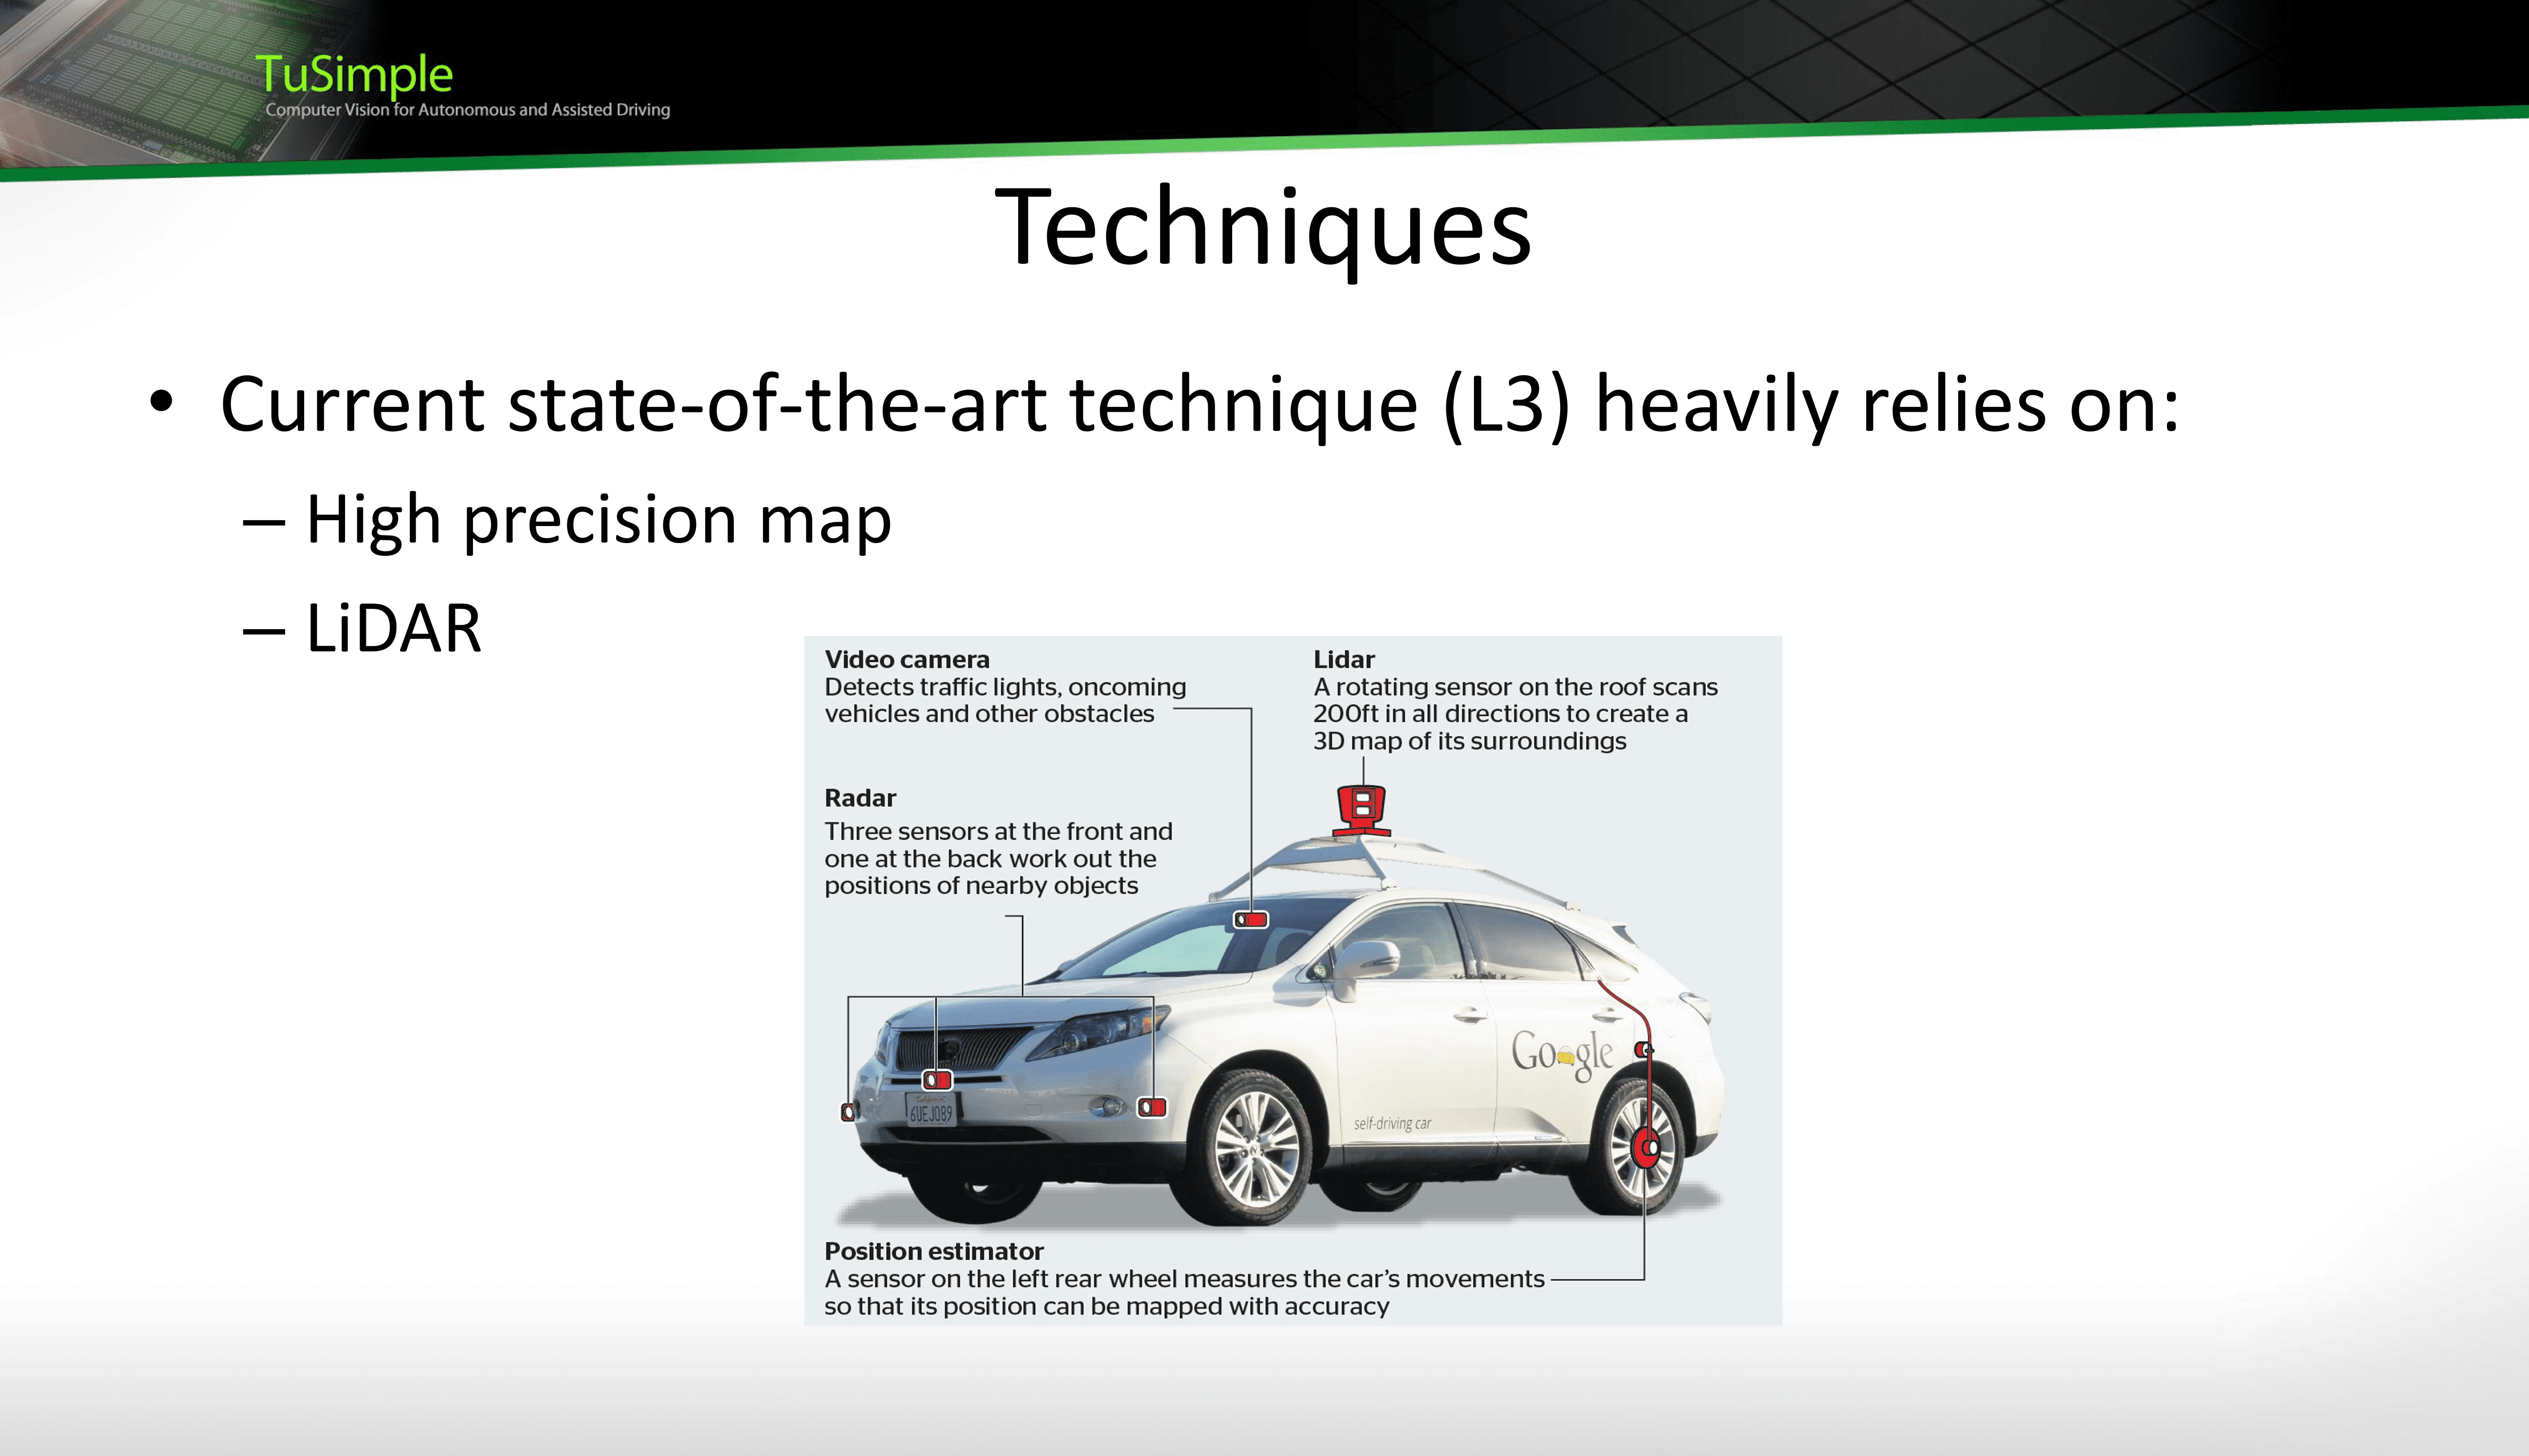 TuSimple
Computer Vision for Autonomous and Assisted Driving
Techniques
• Current state-of-the-art technique (L3) heavily relies on:
– High precision map
– LiDAR
Video camera
Detects traffic lights, oncoming
vehicles and other obstacles
Lidar
A rotating sensor on the roof scans
200ft in all directions to create a
3D map of its surroundings
Radar
Three sensors at the front and
one at the back work out the
positions of nearby objects
Google
self-driving car
California
6UEJ089
Position estimator
A sensor on the left rear wheel measures the car's movements
so that its position can be mapped with accuracy